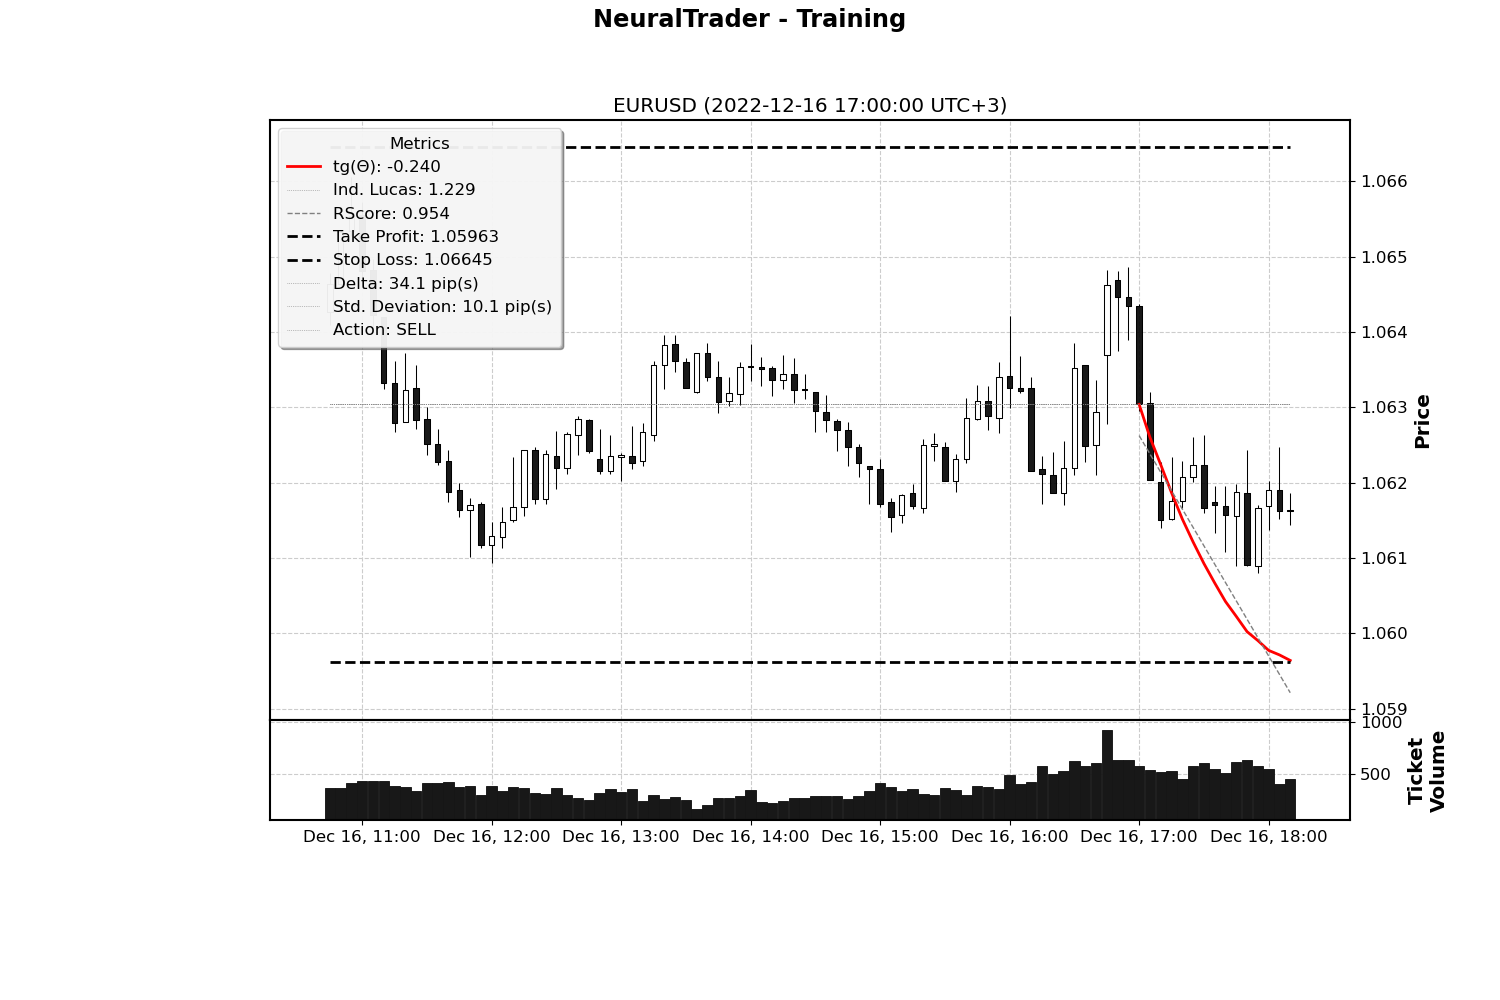 NeuralTrader - Training
EURUSD (2022-12-16 17:00:00 UTC+3)
Metrics
tg(Θ): -0.240
Ind. Lucas: 1.229
RScore: 0.954
Take Profit: 1.05963
Stop Loss: 1.06645
Delta: 34.1 pip(s)
Std. Deviation: 10.1 pip(s)
Action: SELL
1.066
1.065
1.064
1.063
1.062
1.061
1.060
1.059
Price
1000
500
Ticket
Volume
Dec 16, 11:00 Dec 16, 12:00 Dec 16, 13:00 Dec 16, 14:00 Dec 16, 15:00 Dec 16, 16:00 Dec 16, 17:00 Dec 16, 18:00